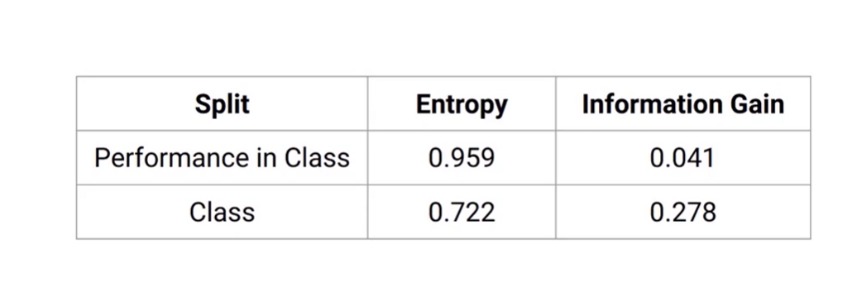 Split Entropy Information Gain
Performance in Class 0.959 0.041
Class 0.722 0.278